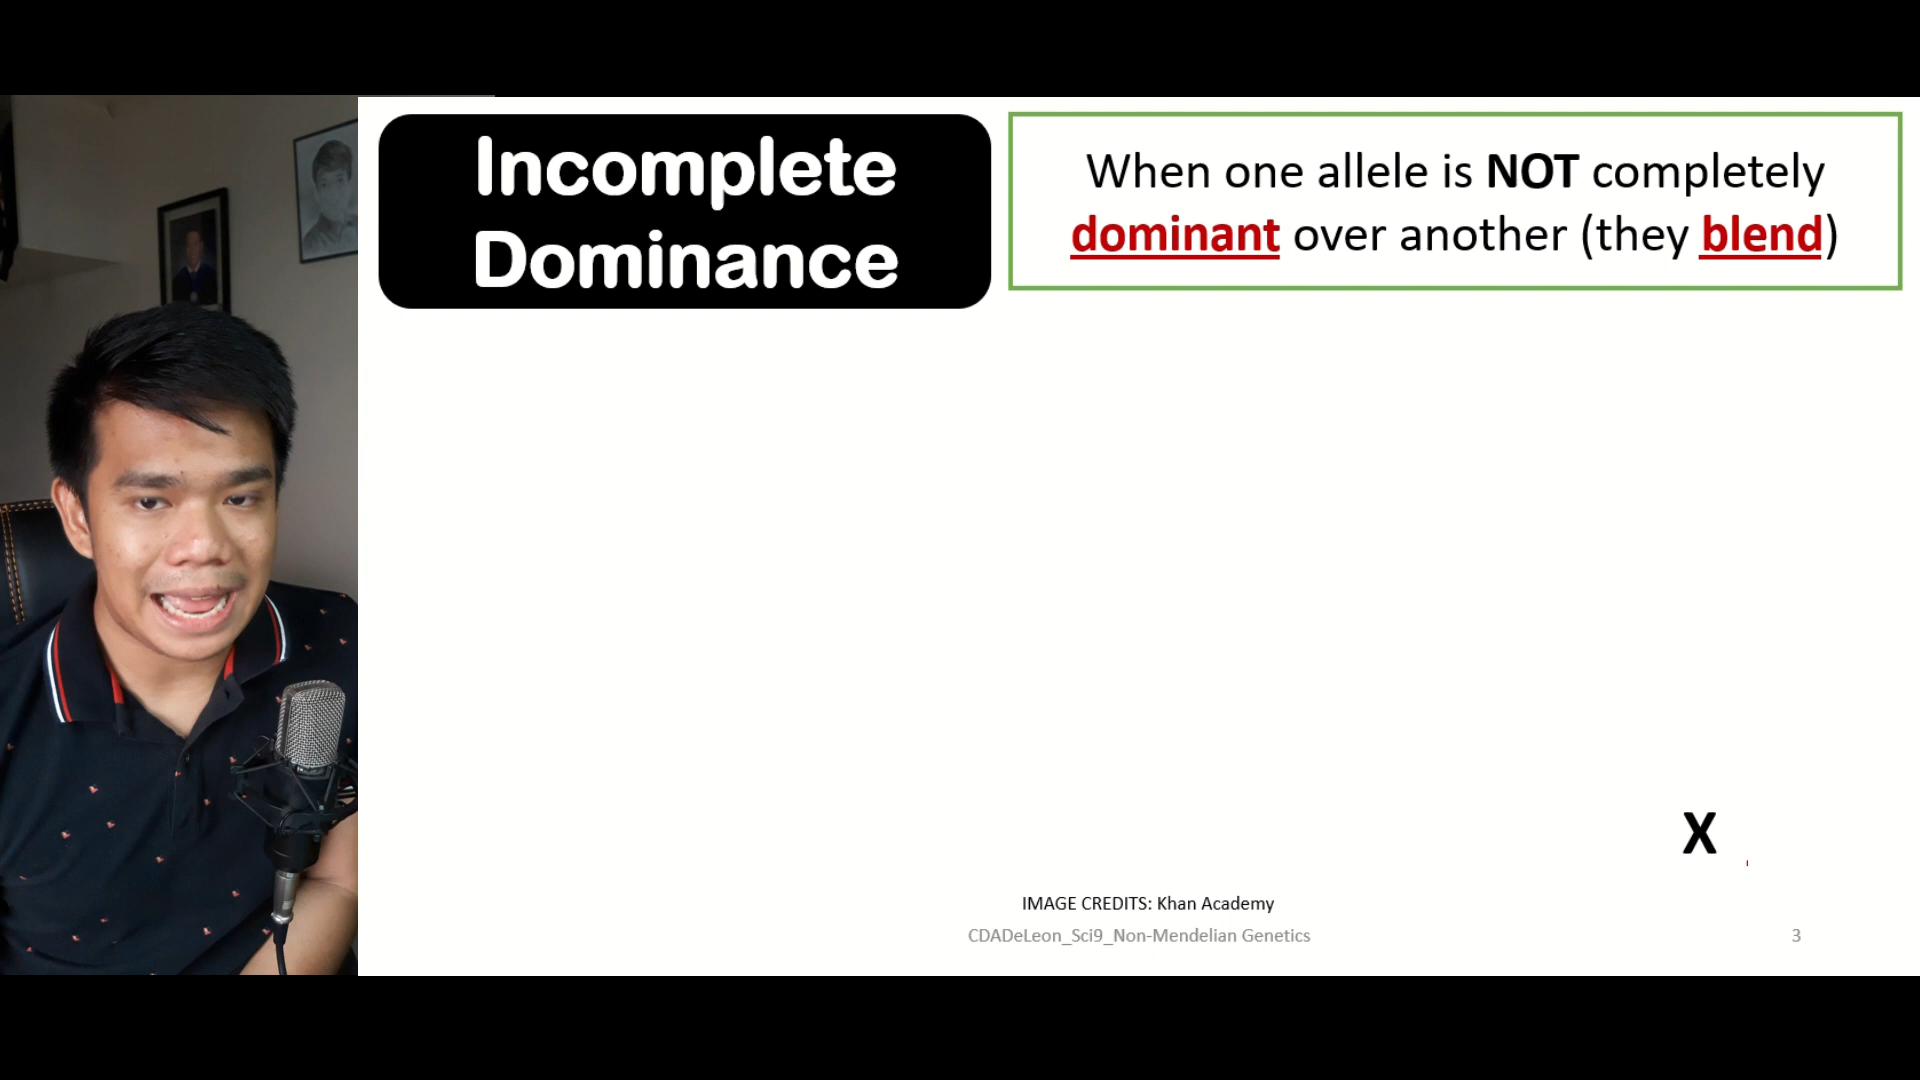 Incomplete
Dominance
When one allele is NOT completely
dominant over another (they blend)
X
IMAGE CREDITS: Khan Academy
CDADeLeon_Sci9_Non-Mendelian Genetics
3